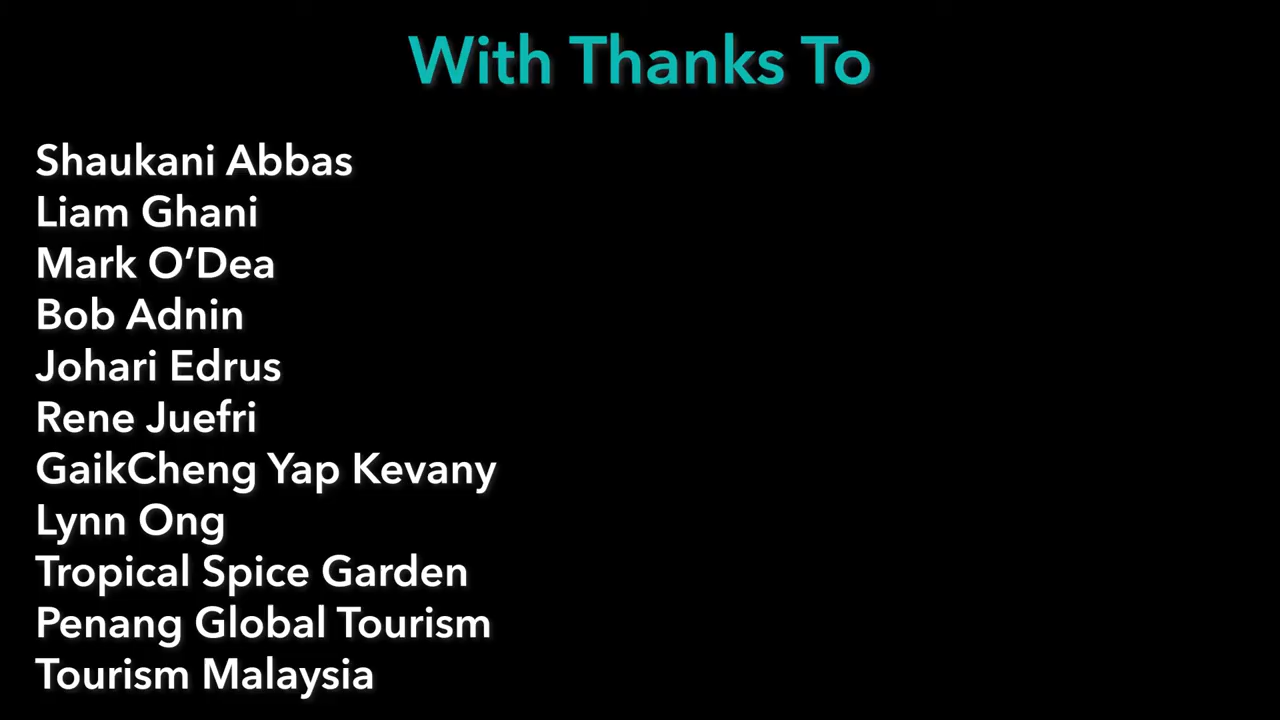 With Thanks To
Shaukani Abbas
Liam Ghani
Mark O’Dea
Bob Adnin
Johari Edrus
Rene Juefri
GaikCheng Yap Kevany
Lynn Ong
Tropical Spice Garden
Penang Global Tourism
Tourism Malaysia